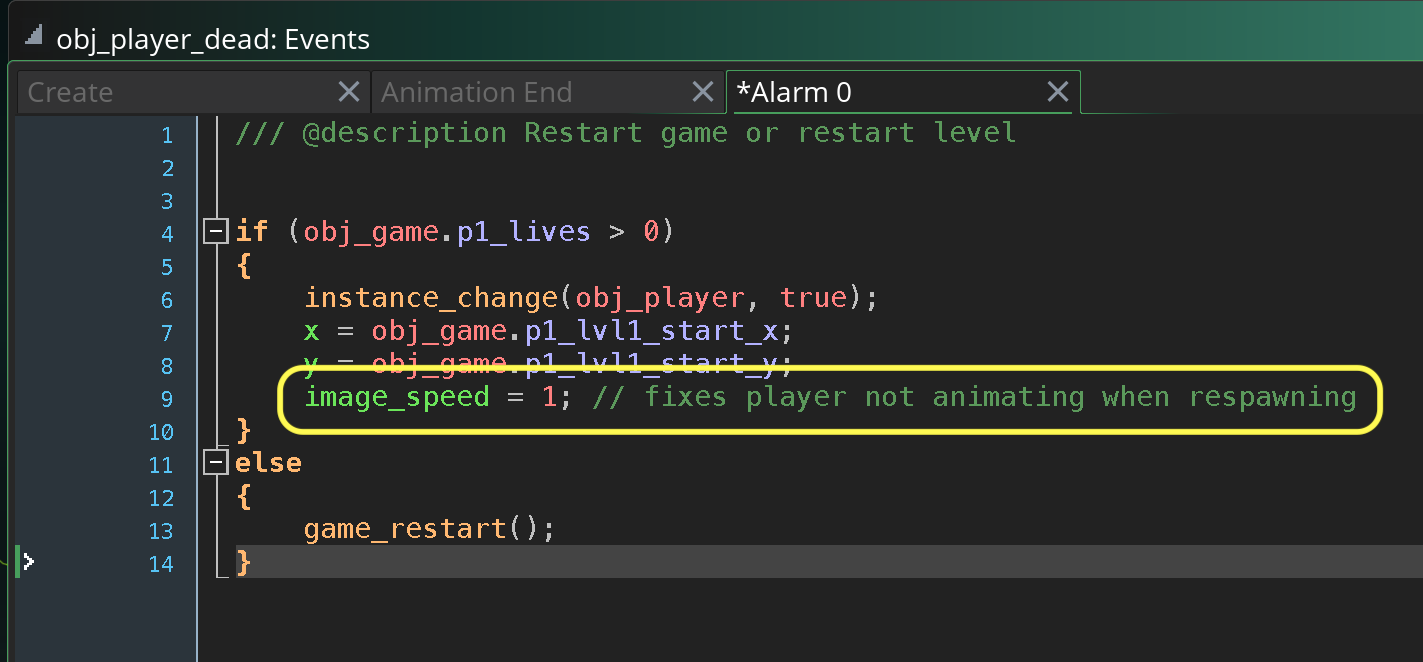 obj_player_dead: Events
Create Animation End *Alarm 0
1 /// @description Restart game or restart level
2
3
4 if (obj_game.p1_lives > 0)
5 {
6 instance_change(obj_player, true);
7 x = obj_game.p1_lvl1_start_x;
8 y = obj_game.p1_lvl1_start_y;
9 image_speed = 1; // fixes player not animating when respawning
10 }
11 else
12 {
13 game_restart();
14 }